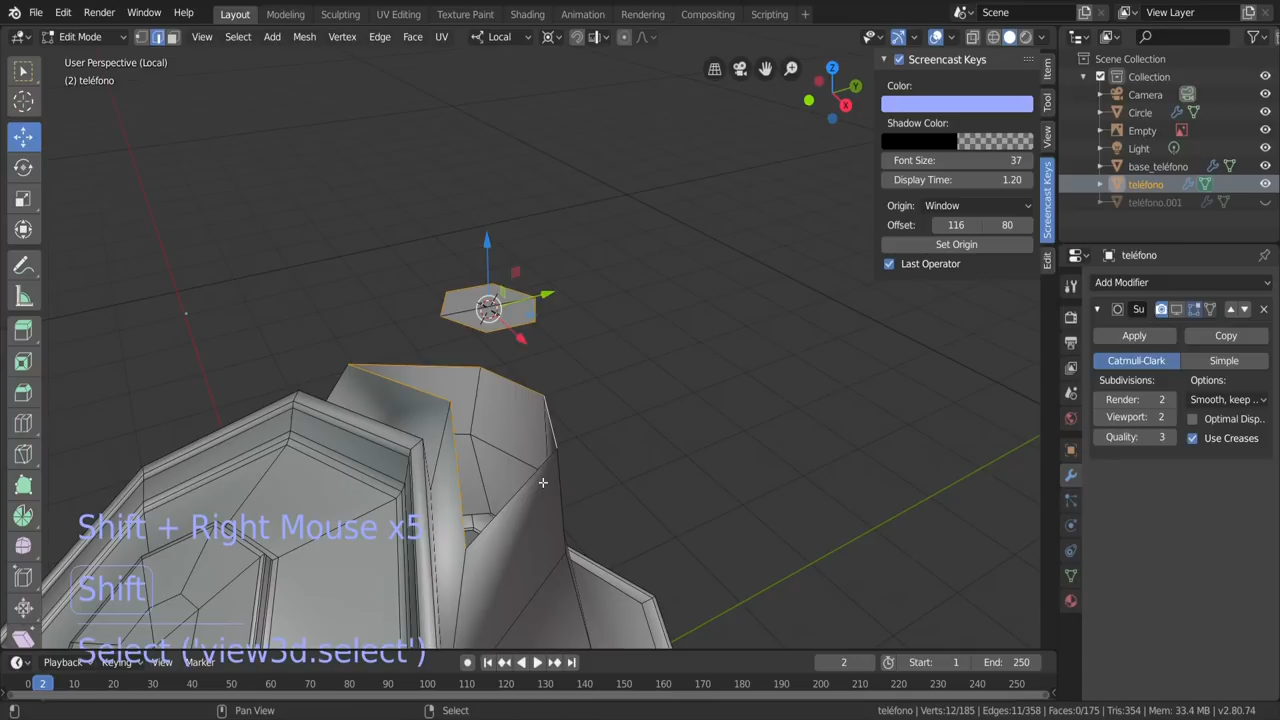 File Edit Render Window Help Layout Modeling Sculpting UV Editing Texture Paint Shading Animation Rendering Compositing Scripting + Scene View Layer
Edit Mode View Select Add Mesh Vertex Edge Face UV Local
User Perspective (Local)
(2) teléfono
Screencast Keys
Color:
Shadow Color:
Font Size: 37
Display Time: 1.20
Origin: Window
Offset: 116 80
Set Origin
Last Operator
Item
Tool
View
Screencast Keys
Edit
Z
Y
X
Scene Collection
Collection
Camera
Circle
Empty
Light
base_teléfono
teléfono
teléfono.001
teléfono
Add Modifier
Su
Apply Copy
Catmull-Clark Simple
Subdivisions: Options:
Render: 2 Smooth, keep ..
Viewport: 2 Optimal Disp..
Quality: 3 Use Creases
Shift + Right Mouse x5
Shift
Select ('view3d.select')
Playback Keying View Marker 2 Start: 1 End: 250
0 2 10 20 30 40 50 60 70 80 90 100 110 120 130 140 150 160 170 180 190 200 210 220 230 240 250
Pan View Select teléfono | Verts:12/185 | Edges:11/358 | Faces:0/175 | Tris:354 | Mem: 33.4 MB | v2.80.74